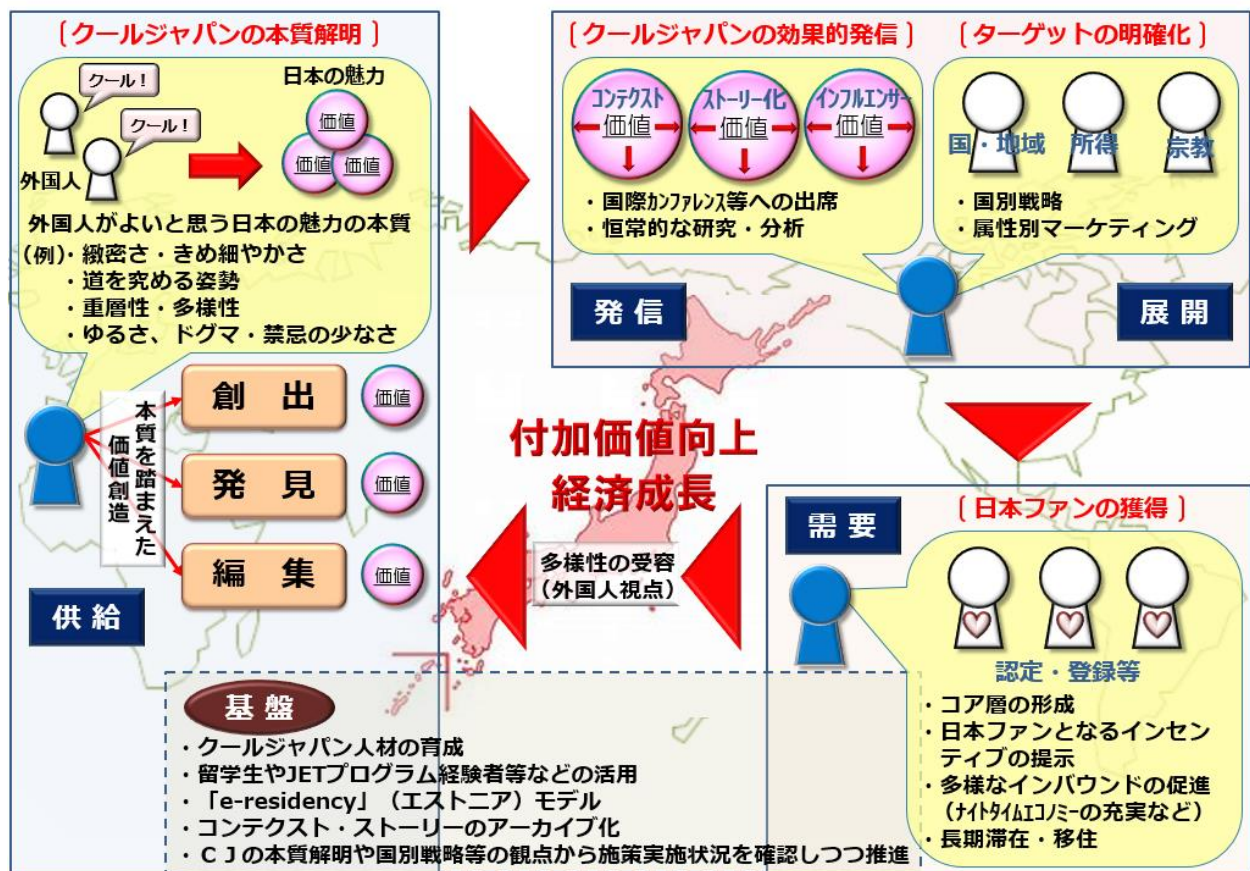 〔クールジャパンの本質解明〕
クール！
クール！
外国人
日本の魅力
価値
価値
価値
外国人がよいと思う日本の魅力の本質
(例)・緻密さ・きめ細やかさ
・道を究める姿勢
・重層性・多様性
・ゆるさ、ドグマ・禁忌の少なさ
本質を踏まえた
価値創造
創 出
価値
発 見
価値
編 集
価値
供 給
〔クールジャパンの効果的発信〕
コンテクスト
価値
ストーリー化
価値
インフルエンサー
価値
・国際ｶﾝﾌｧﾚﾝｽ等への出席
・恒常的な研究・分析
発 信
〔ターゲットの明確化〕
国・地域
所得
宗教
・国別戦略
・属性別マーケティング
展 開
付加価値向上
経済成長
多様性の受容
（外国人視点）
需 要
〔日本ファンの獲得〕
認定・登録等
・コア層の形成
・日本ファンとなるインセン
ティブの提示
・多様なインバウンドの促進
（ﾅｲﾄﾀｲﾑｴｺﾉﾐｰの充実など）
・長期滞在・移住
基 盤
・クールジャパン人材の育成
・留学生やJETプログラム経験者等などの活用
・「e-residency」（エストニア）モデル
・コンテクスト・ストーリーのアーカイブ化
・ＣＪの本質解明や国別戦略等の観点から施策実施状況を確認しつつ推進